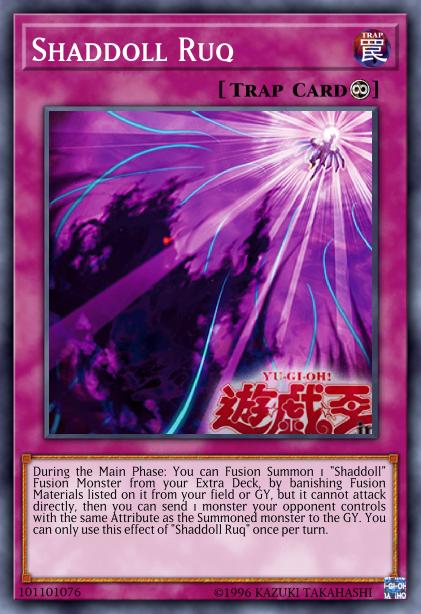 SHADDOLL RUQ
TRAP
罠
[TRAP CARD ]
YU-GI-OH!
遊戯王
During the Main Phase: You can Fusion Summon 1 "Shaddoll"
Fusion Monster from your Extra Deck, by banishing Fusion
Materials listed on it from your field or GY, but it cannot attack
directly, then you can send 1 monster your opponent controls
with the same Attribute as the Summoned monster to the GY. You
can only use this effect of "Shaddoll Ruq" once per turn.
101101076
©1996 KAZUKI TAKAHASHI